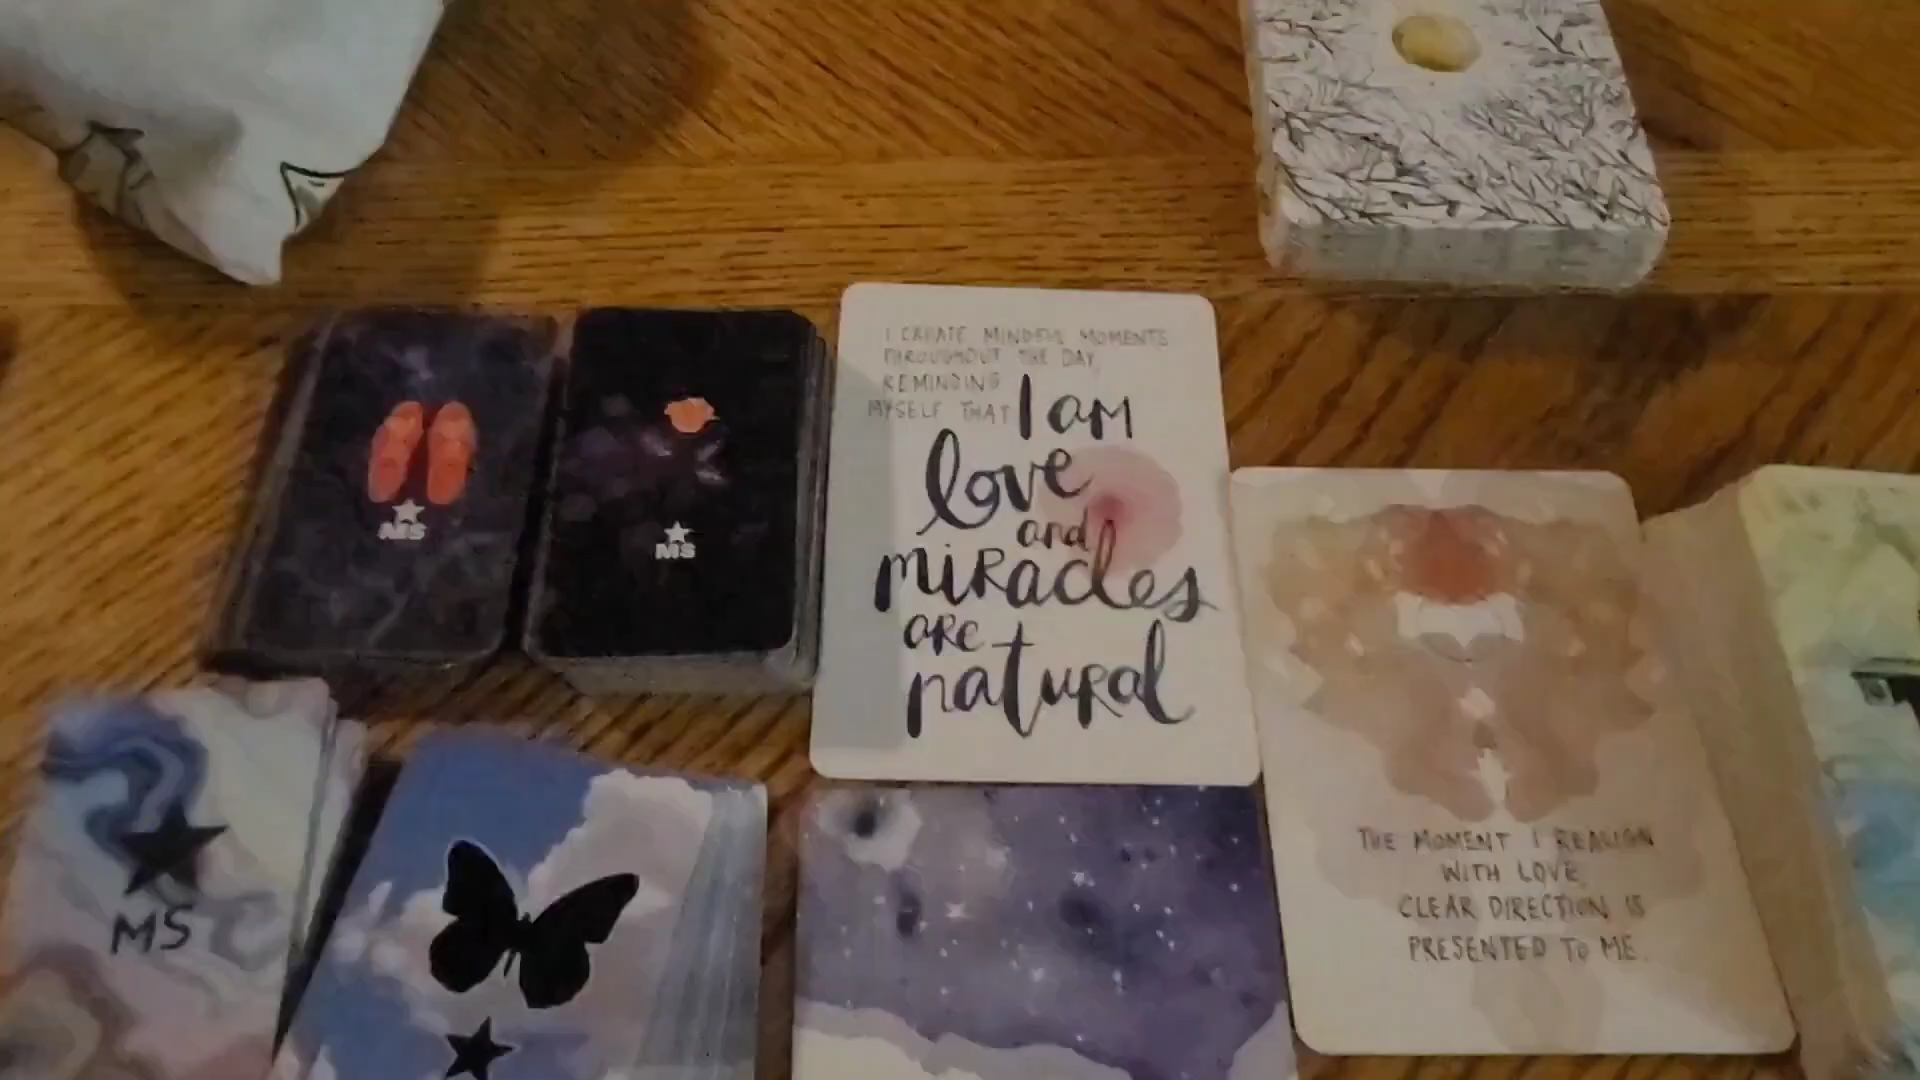 I CREATE MINDFUL MOMENTS
THROUGHOUT THE DAY,
REMINDING
MYSELF THAT I am
love
and
miracles
are
natural
MS
MS
THE MOMENT I REALIGN
WITH LOVE,
CLEAR DIRECTION IS
PRESENTED TO ME.
MS